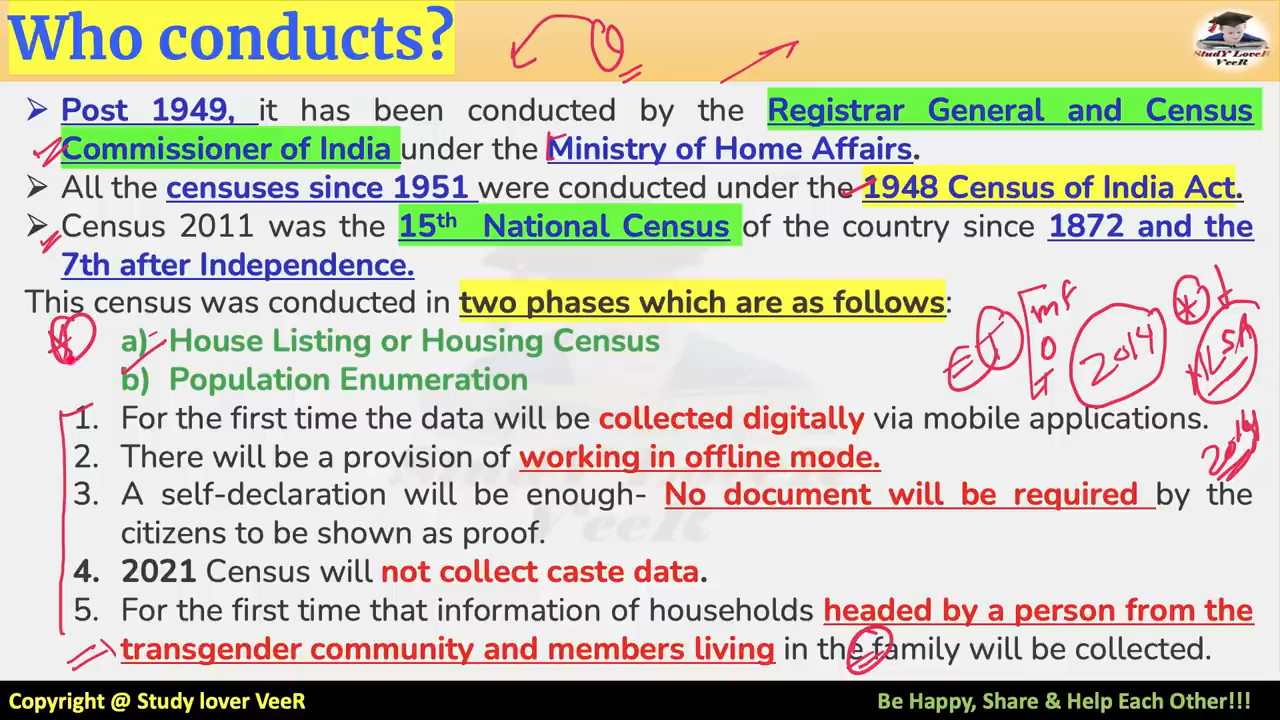 Who conducts?
StudY LoveR
VeeR
➢ Post 1949, it has been conducted by the Registrar General and Census
Commissioner of India under the Ministry of Home Affairs.
➢ All the censuses since 1951 were conducted under the 1948 Census of India Act.
➢ Census 2011 was the 15th National Census of the country since 1872 and the
7th after Independence.
This census was conducted in two phases which are as follows:
a) House Listing or Housing Census
b) Population Enumeration
1. For the first time the data will be collected digitally via mobile applications.
2. There will be a provision of working in offline mode.
3. A self-declaration will be enough- No document will be required by the
citizens to be shown as proof.
4. 2021 Census will not collect caste data.
5. For the first time that information of households headed by a person from the
transgender community and members living in the family will be collected.
m F
O
T
2014
NLSA
2014
Copyright @ Study lover VeeR
Be Happy, Share & Help Each Other!!!